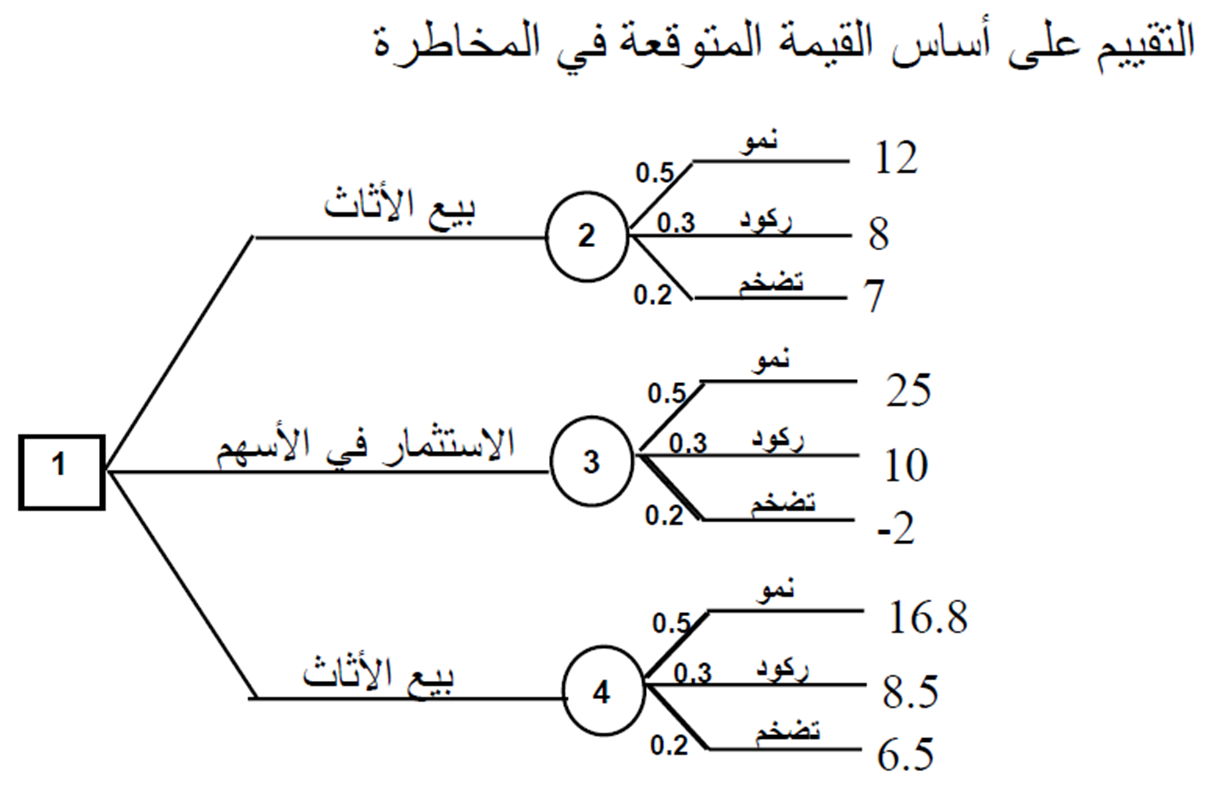 التقييم على أساس القيمة المتوقعة في المخاطرة
نمو
12
0.5
بيع الأثاث
2
0.3
ركود
8
0.2
تضخم
7
نمو
25
0.5
1
الاستثمار في الأسهم
3
0.3
ركود
10
0.2
تضخم
-2
نمو
16.8
0.5
بيع الأثاث
4
0.3
ركود
8.5
0.2
تضخم
6.5